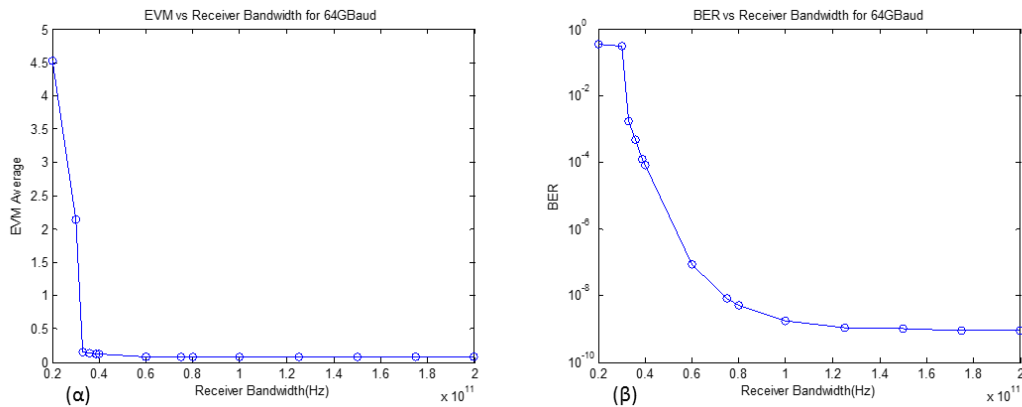 EVM vs Receiver Bandwidth for 64GBaud
5
4.5
4
3.5
3
2.5
2
1.5
1
0.5
0
EVM Average
0.2 0.4 0.6 0.8 1 1.2 1.4 1.6 1.8 2
Receiver Bandwidth(Hz)
x 10^11
(α)
BER vs Receiver Bandwidth for 64GBaud
10^0
10^-2
10^-4
10^-6
10^-8
10^-10
BER
0.2 0.4 0.6 0.8 1 1.2 1.4 1.6 1.8 2
Receiver Bandwidth(Hz)
x 10^11
(β)